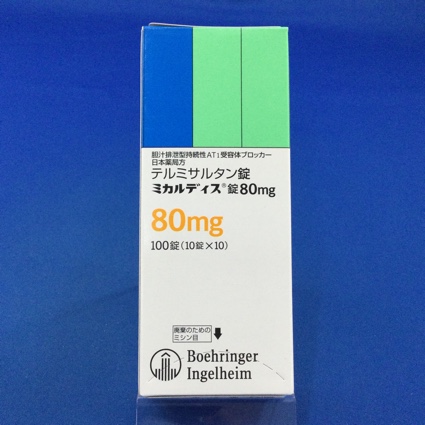 胆汁排泄型持続性AT₁受容体ブロッカー
日本薬局方
テルミサルタン錠
ミカルディス®錠80mg
80mg
100錠(10錠×10)
廃棄のための
ミシン目
Boehringer
Ingelheim